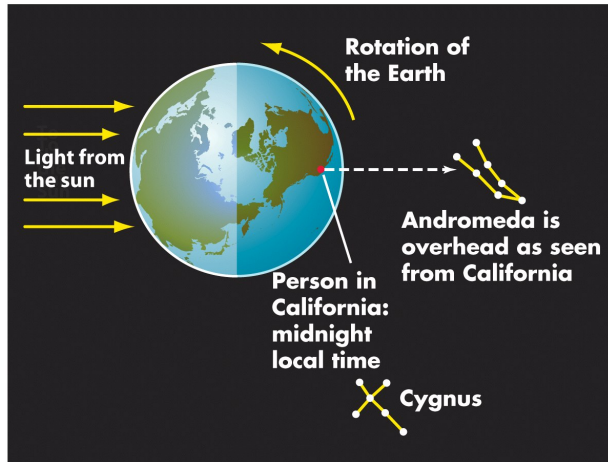 Rotation of
the Earth
Light from
the sun
Andromeda is
overhead as seen
from California
Person in
California:
midnight
local time
Cygnus